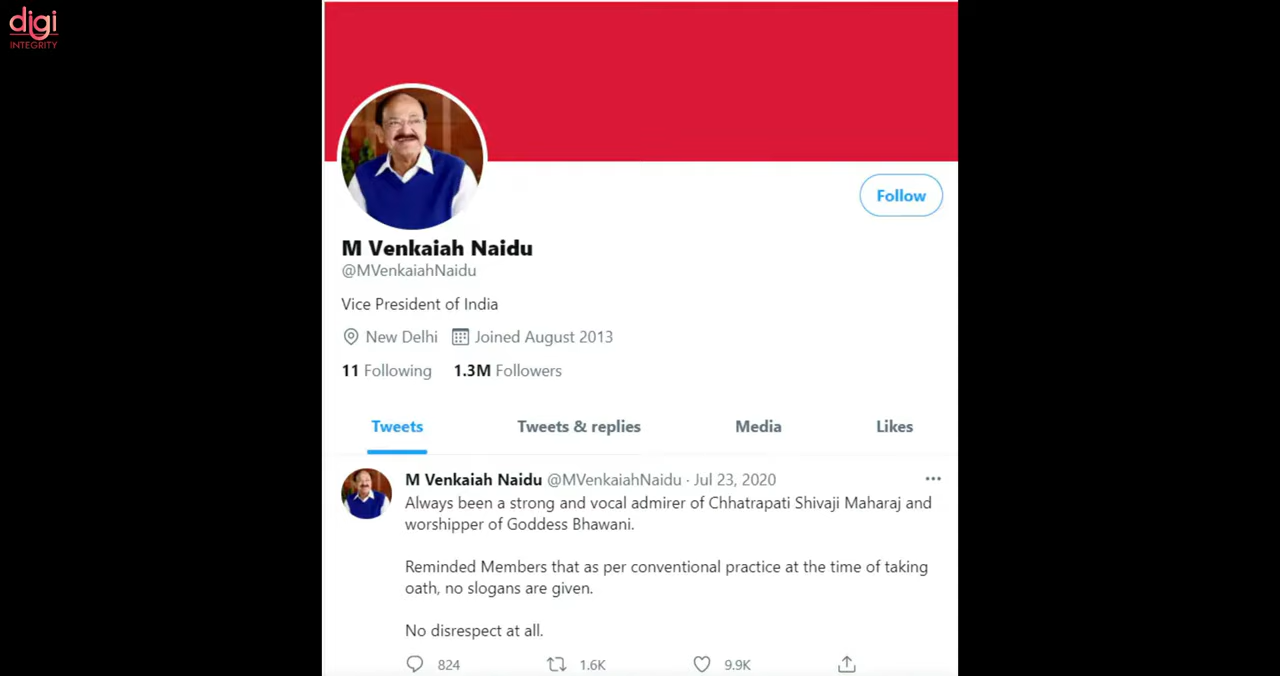 digi
INTEGRITY
Follow
M Venkaiah Naidu
@MVenkaiahNaidu
Vice President of India
New Delhi Joined August 2013
11 Following 1.3M Followers
Tweets Tweets & replies Media Likes
M Venkaiah Naidu @MVenkaiahNaidu · Jul 23, 2020 ...
Always been a strong and vocal admirer of Chhatrapati Shivaji Maharaj and
worshipper of Goddess Bhawani.
Reminded Members that as per conventional practice at the time of taking
oath, no slogans are given.
No disrespect at all.
824 1.6K 9.9K